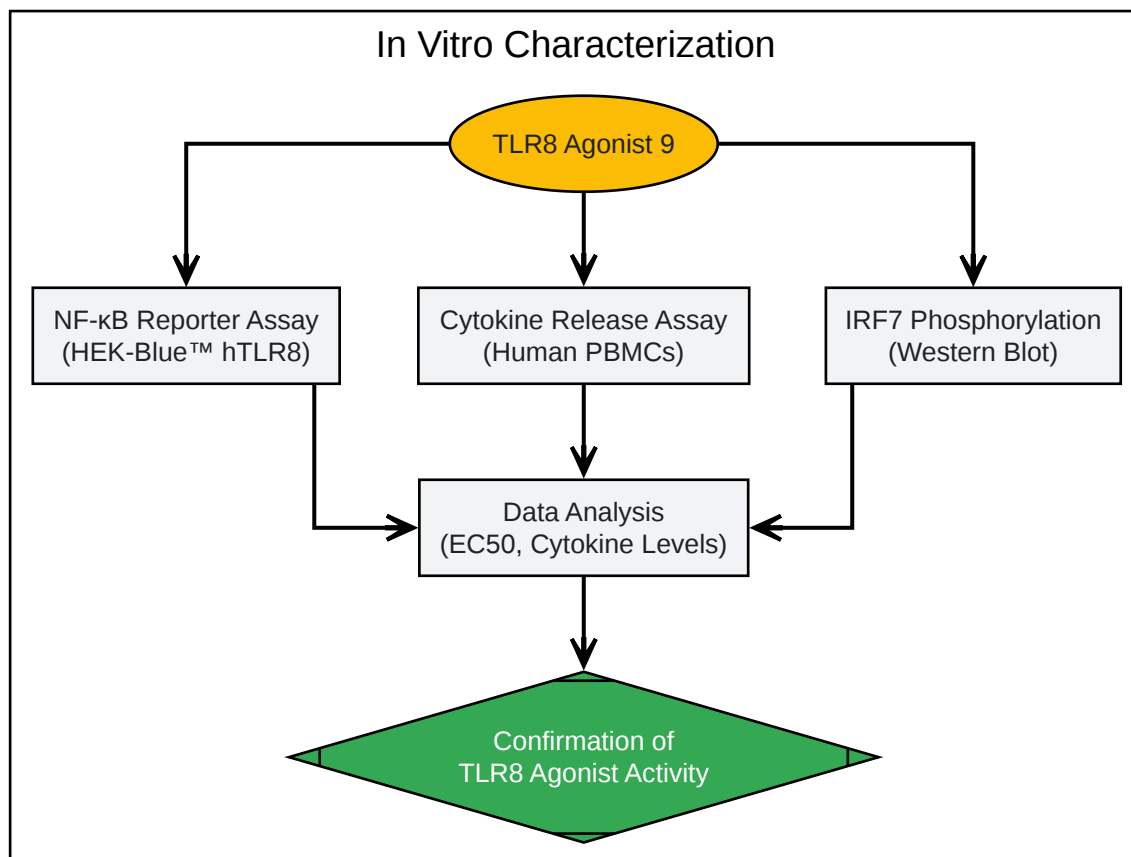 In Vitro Characterization
TLR8 Agonist 9
NF-κB Reporter Assay
(HEK-Blue™ hTLR8)
Cytokine Release Assay
(Human PBMCs)
IRF7 Phosphorylation
(Western Blot)
Data Analysis
(EC50, Cytokine Levels)
Confirmation of
TLR8 Agonist Activity